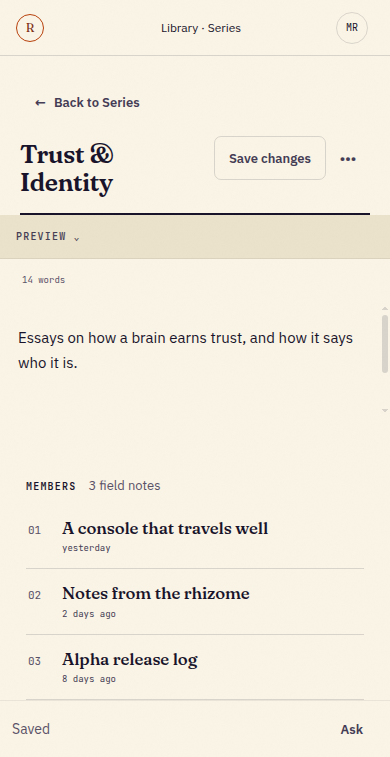 R
Library · Series
MR
← Back to Series
Trust &
Identity
Save changes
•••
PREVIEW ⌄
14 words
Essays on how a brain earns trust, and how it says
who it is.
MEMBERS 3 field notes
01 A console that travels well
yesterday
02 Notes from the rhizome
2 days ago
03 Alpha release log
8 days ago
Saved
Ask